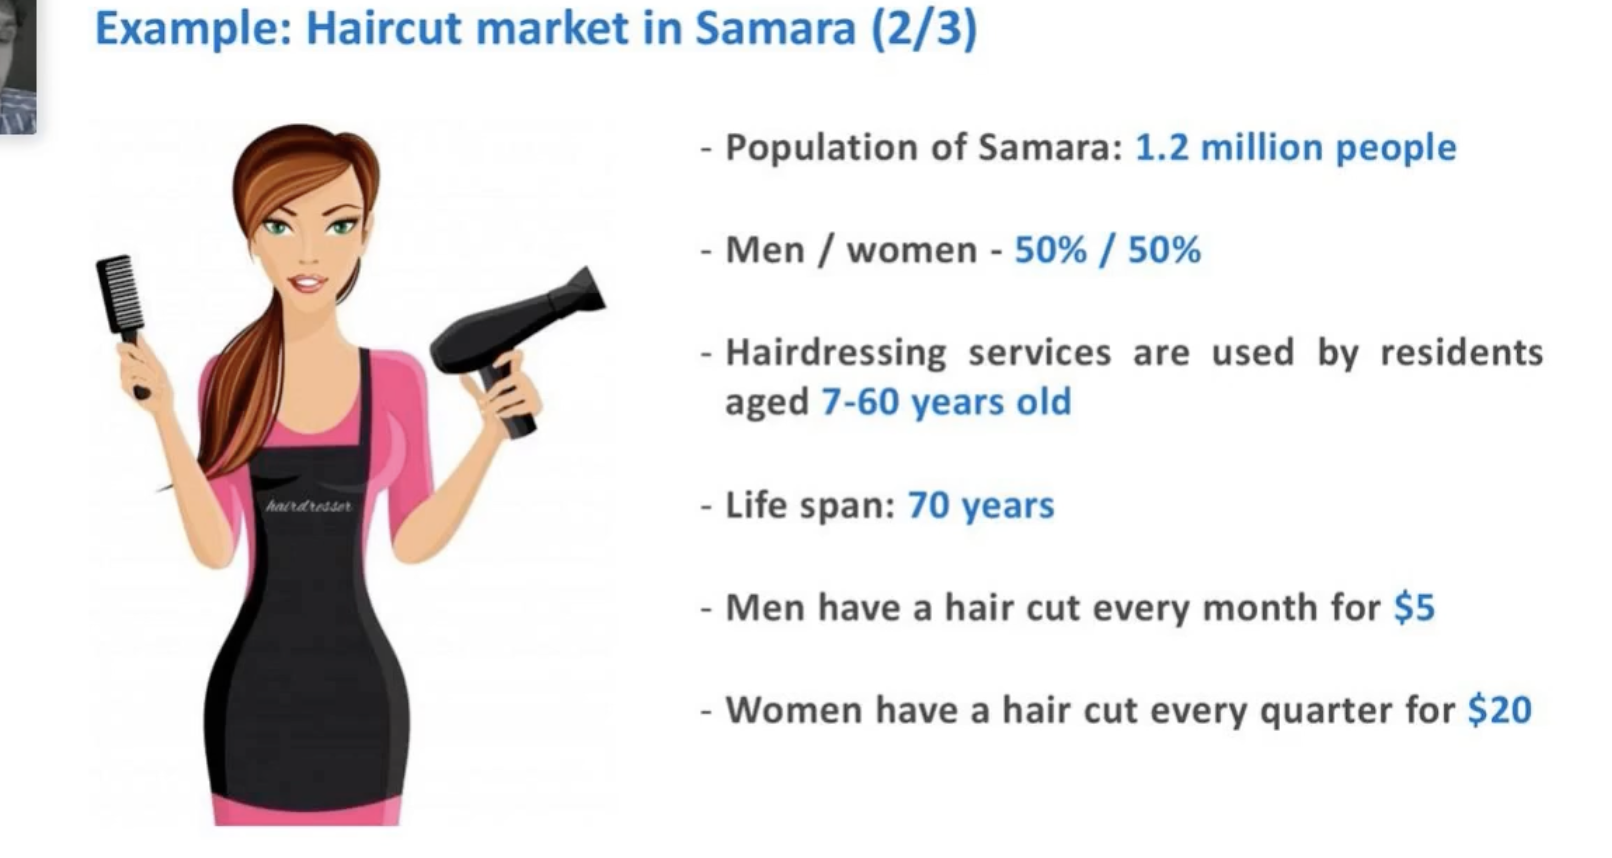 Example: Haircut market in Samara (2/3)
- Population of Samara: 1.2 million people
- Men / women - 50% / 50%
- Hairdressing services are used by residents
aged 7-60 years old
- Life span: 70 years
hairdresser
- Men have a hair cut every month for $5
- Women have a hair cut every quarter for $20